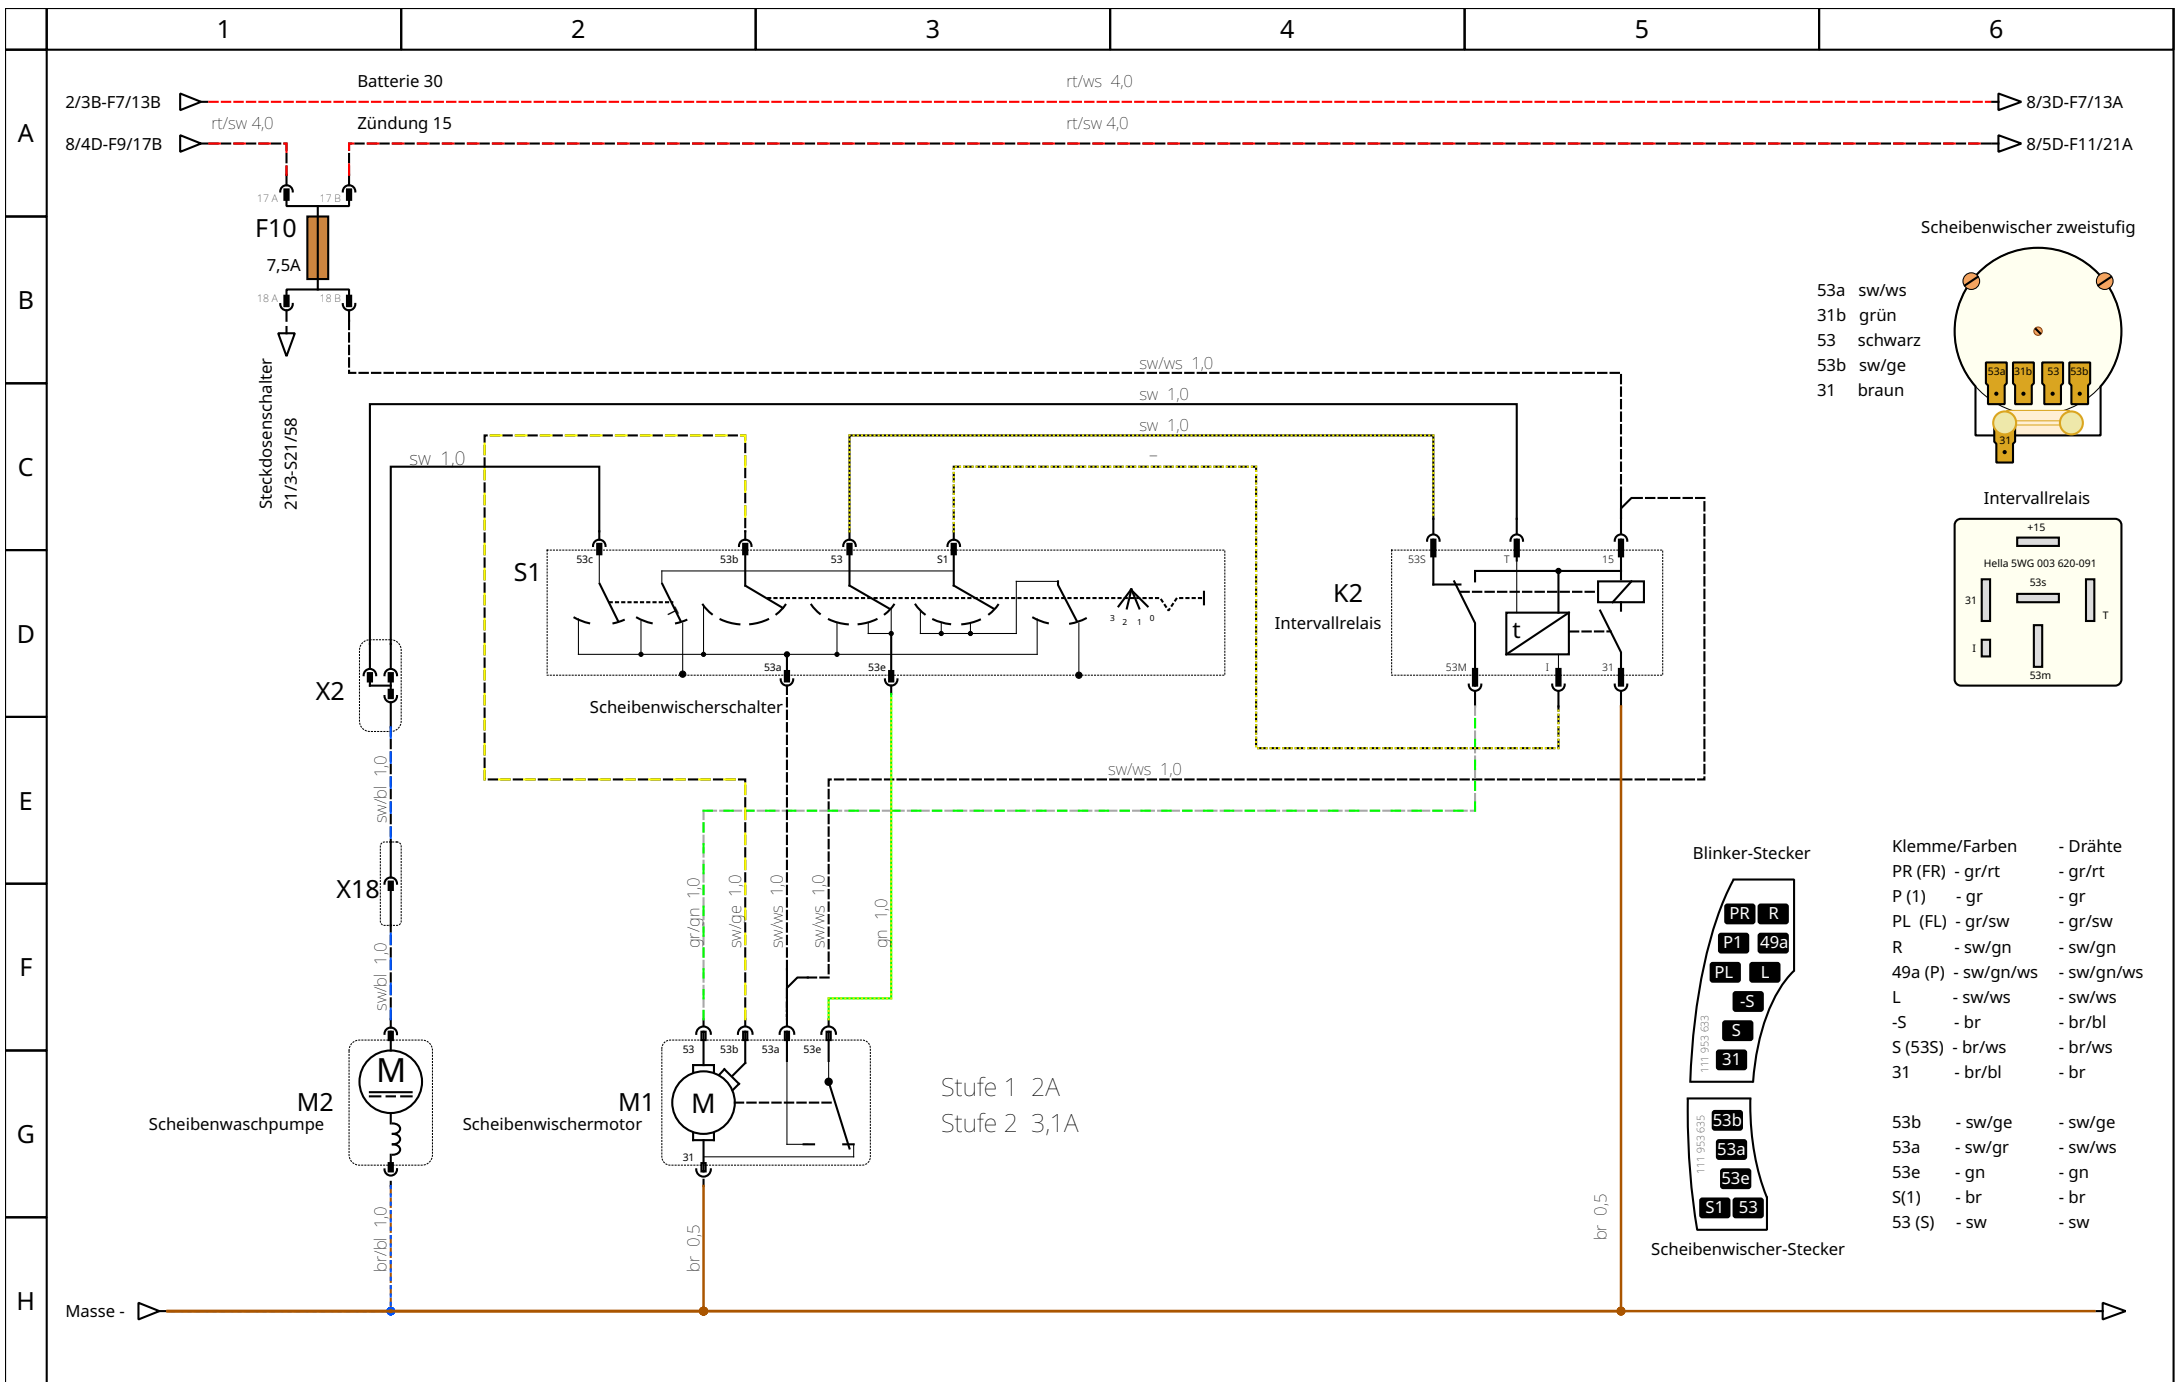 1 2 3 4 5 6
A
B
C
D
E
F
G
H
Batterie 30
rt/ws 4,0
2/3B-F7/13B
8/3D-F7/13A
rt/sw 4,0
Zündung 15
rt/sw 4,0
8/4D-F9/17B
8/5D-F11/21A
17 A
17 B
F10
7,5A
18 A
18 B
Steckdosenschalter
21/3-S21/58
sw/ws 1,0
sw 1,0
sw 1,0
–
sw 1,0
Scheibenwischer zweistufig
53a sw/ws
31b grün
53 schwarz
53b sw/ge
31 braun
53a
31b
53
53b
31
Intervallrelais
+15
Hella 5WG 003 620-091
53s
31
T
I
53m
S1
53c
53b
53
S1
3 2 1 0
53a
53e
Scheibenwischerschalter
K2
Intervallrelais
53S
T
15
t
53M
I
31
X2
sw/bl 1,0
X18
sw/bl 1,0
sw/ws 1,0
gr/gn 1,0
sw/ge 1,0
sw/ws 1,0
sw/ws 1,0
gn 1,0
M
M2
Scheibenwaschpumpe
br/bl 1,0
53
53b
53a
53e
M
M1
Scheibenwischermotor
31
br 0,5
Stufe 1 2A
Stufe 2 3,1A
br 0,5
Blinker-Stecker
PR
R
P1
49a
PL
L
-S
S
31
111 953 633
53b
53a
53e
S1
53
111 953 635
Scheibenwischer-Stecker
Klemme/Farben - Drähte
PR (FR) - gr/rt - gr/rt
P (1) - gr - gr
PL (FL) - gr/sw - gr/sw
R - sw/gn - sw/gn
49a (P) - sw/gn/ws - sw/gn/ws
L - sw/ws - sw/ws
-S - br - br/bl
S (53S) - br/ws - br/ws
31 - br/bl - br
53b - sw/ge - sw/ge
53a - sw/gr - sw/ws
53e - gn - gn
S(1) - br - br
53 (S) - sw - sw
Masse -